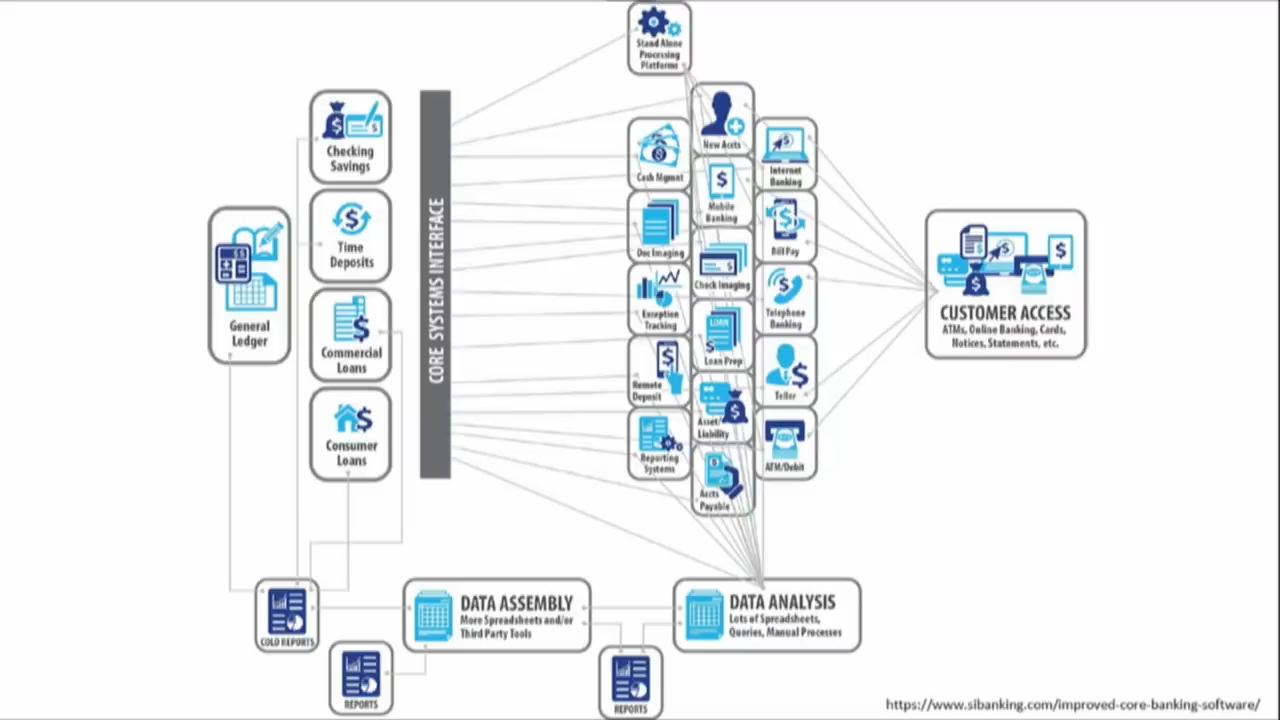 Stand Alone
Processing
Platforms
Checking
Savings
Time
Deposits
Commercial
Loans
Consumer
Loans
General
Ledger
CORE SYSTEMS INTERFACE
New Accts
Cash Mgmnt
Internet
Banking
Mobile
Banking
Doc Imaging
Bill Pay
Check Imaging
Exception
Tracking
Telephone
Banking
LOAN
Loan Prep
Remote
Deposit
Teller
Asset/
Liability
Reporting
Systems
ATM/Debit
Accts
Payable
CUSTOMER ACCESS
ATMs, Online Banking, Cards,
Notices, Statements, etc.
COLD REPORTS
DATA ASSEMBLY
More Spreadsheets and/or
Third Party Tools
DATA ANALYSIS
Lots of Spreadsheets,
Queries, Manual Processes
REPORTS
REPORTS
https://www.sibanking.com/improved-core-banking-software/